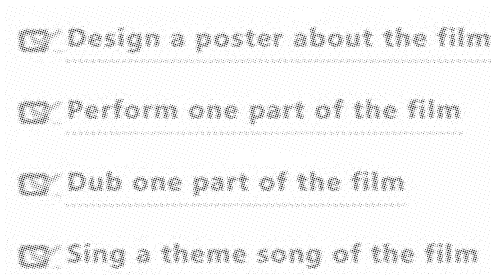 Design a poster about the film
Perform one part of the film
Dub one part of the film
Sing a theme song of the film